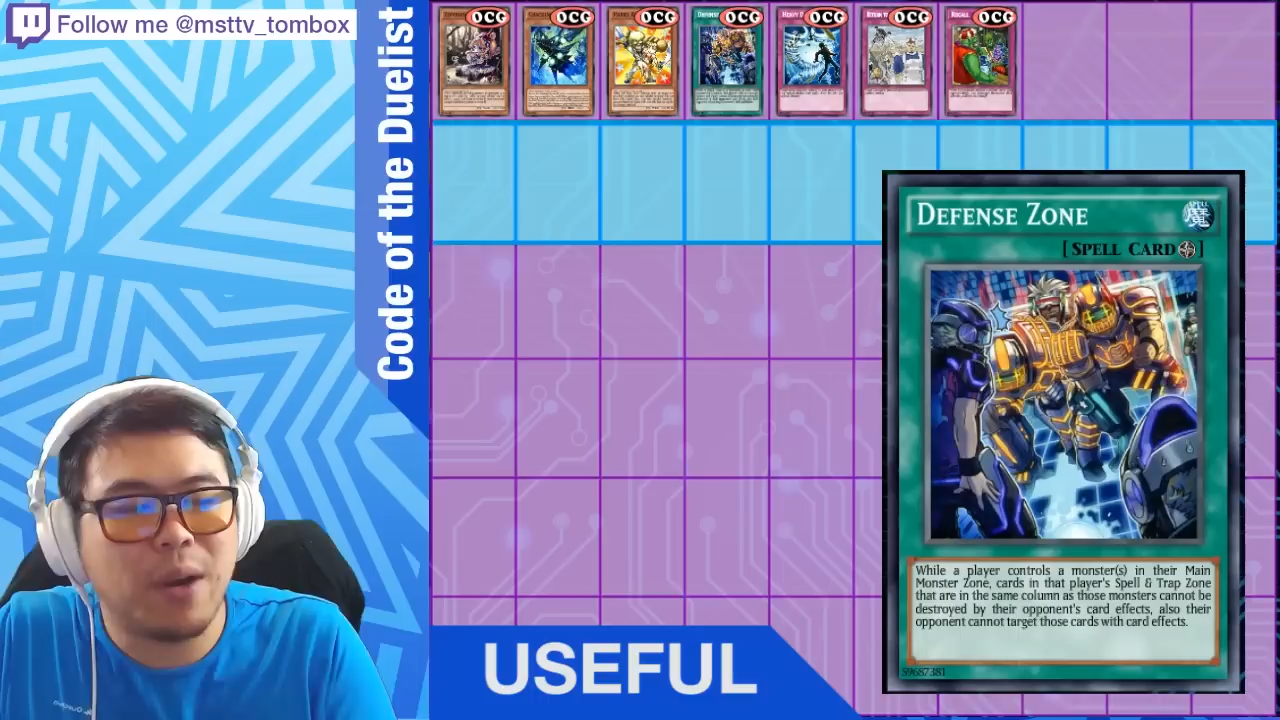 Follow me @msttv_tombox
Code of the Duelist
OCG
OCG
OCG
OCG
OCG
OCG
OCG
DEFENSE ZONE
[SPELL CARD]
While a player controls a monster(s) in their Main
Monster Zone, cards in that player's Spell & Trap Zone
that are in the same column as those monsters cannot be
destroyed by their opponent's card effects, also their
opponent cannot target those cards with card effects.
59687381
USEFUL